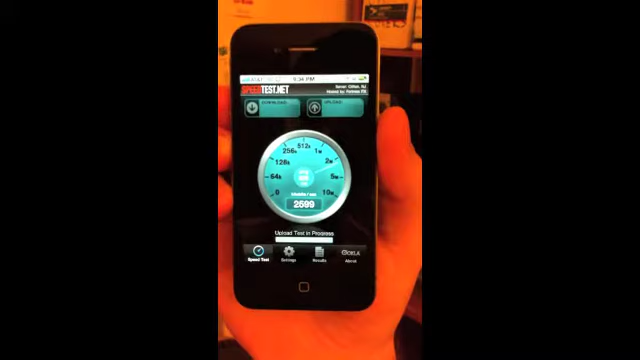 AT&T 9:34 PM
SPEEDTEST.NET
Server: Clifton, NJ
DOWNLOAD
UPLOAD
512k
256k
1M
128k
2M
64k
5M
0
10M
2599
Upload Test in Progress
Speed Test
Settings
Results
OOKLA
About